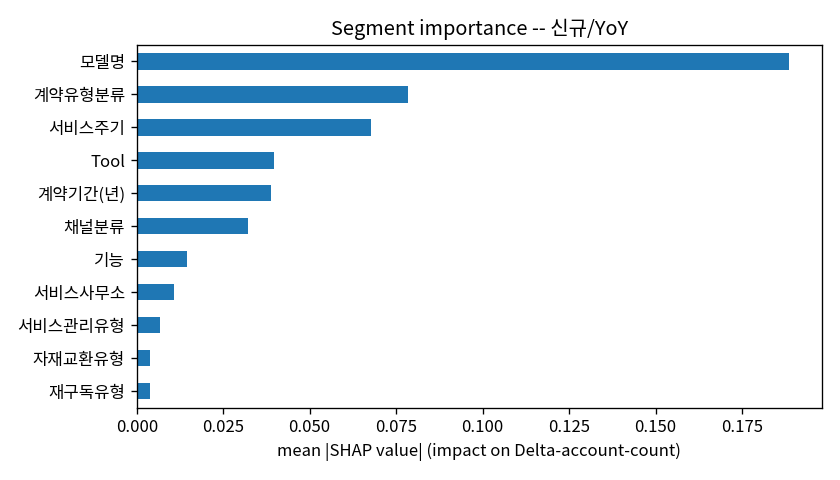 Segment importance -- 신규/YoY
모델명
계약유형분류
서비스주기
Tool
계약기간(년)
채널분류
기능
서비스사무소
서비스관리유형
자재교환유형
재구독유형
0.000 0.025 0.050 0.075 0.100 0.125 0.150 0.175
mean |SHAP value| (impact on Delta-account-count)